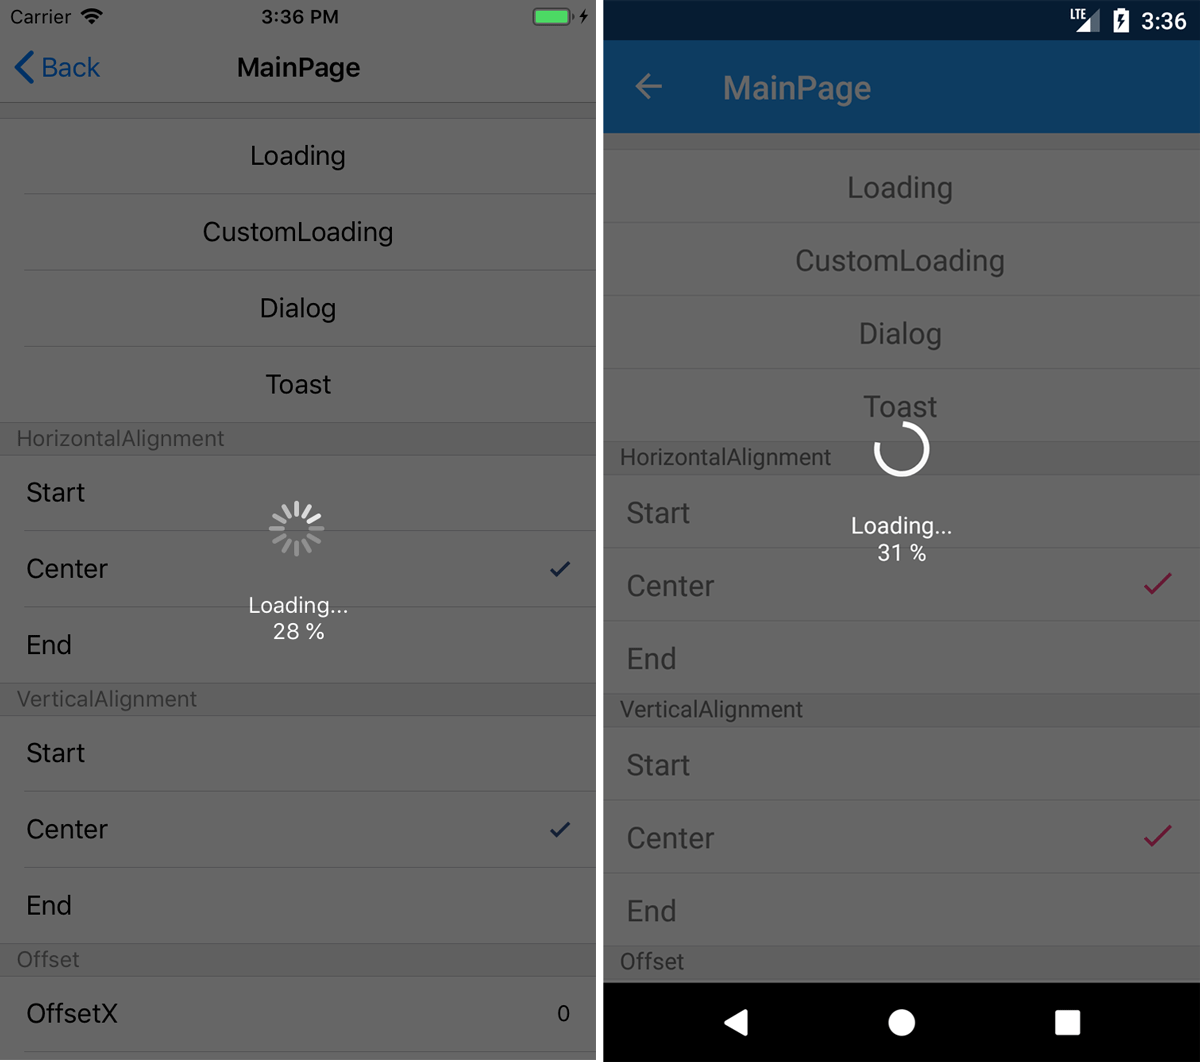 Carrier 3:36 PM
Back MainPage
Loading
CustomLoading
Dialog
Toast
HorizontalAlignment
Start
Center
Loading...
28 %
End
VerticalAlignment
Start
Center
End
Offset
OffsetX 0
LTE 3:36
MainPage
Loading
CustomLoading
Dialog
Toast
HorizontalAlignment
Start
Loading...
31 %
Center
End
VerticalAlignment
Start
Center
End
Offset